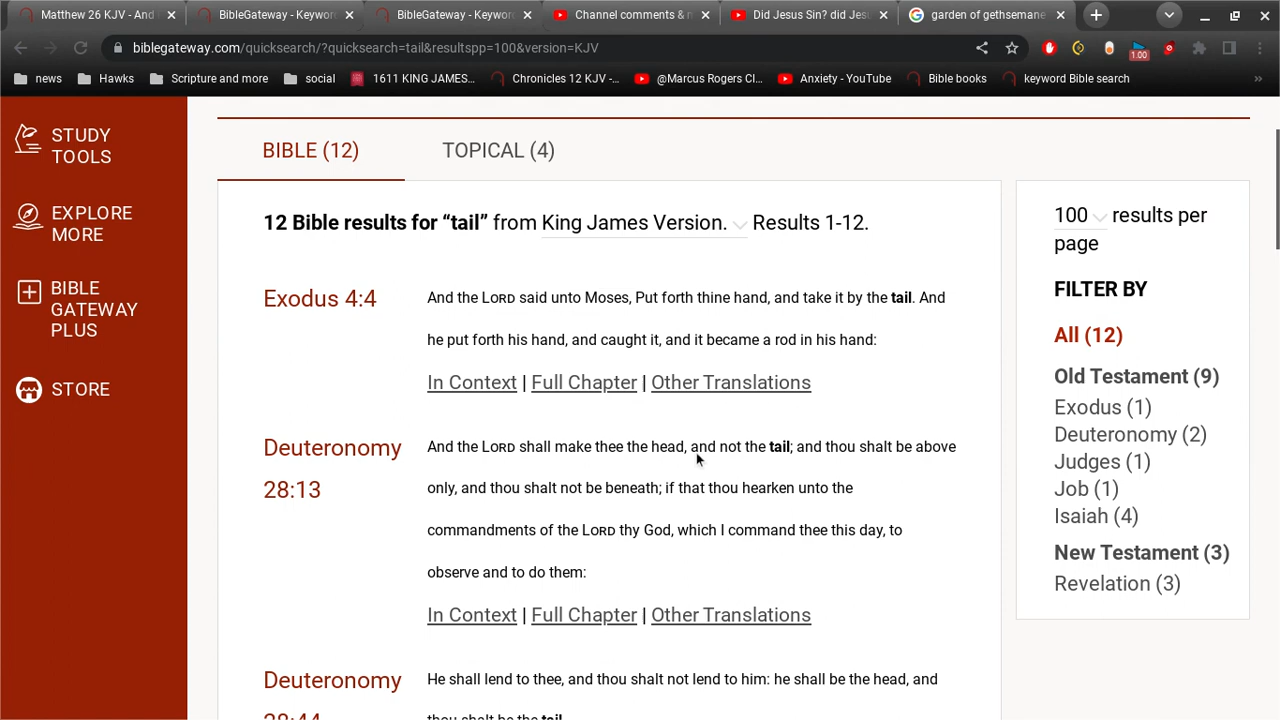 Matthew 26 KJV - And
BibleGateway - Keywor
BibleGateway - Keywor
Channel comments & n
Did Jesus Sin? did Jesu
garden of gethsemane
biblegateway.com/quicksearch/?quicksearch=tail&resultspp=100&version=KJV
1.00
news
Hawks
Scripture and more
social
1611 KING JAMES...
Chronicles 12 KJV -...
@Marcus Rogers Cl...
Anxiety - YouTube
Bible books
keyword Bible search
»
STUDY
TOOLS
EXPLORE
MORE
BIBLE
GATEWAY
PLUS
STORE
BIBLE (12)
TOPICAL (4)
12 Bible results for “tail” from King James Version. Results 1-12.
Exodus 4:4
And the LORD said unto Moses, Put forth thine hand, and take it by the tail. And
he put forth his hand, and caught it, and it became a rod in his hand:
In Context | Full Chapter | Other Translations
Deuteronomy
28:13
And the LORD shall make thee the head, and not the tail; and thou shalt be above
only, and thou shalt not be beneath; if that thou hearken unto the
commandments of the LORD thy God, which I command thee this day, to
observe and to do them:
In Context | Full Chapter | Other Translations
Deuteronomy
28:44
He shall lend to thee, and thou shalt not lend to him: he shall be the head, and
thou shalt be the tail.
100 results per
page
FILTER BY
All (12)
Old Testament (9)
Exodus (1)
Deuteronomy (2)
Judges (1)
Job (1)
Isaiah (4)
New Testament (3)
Revelation (3)